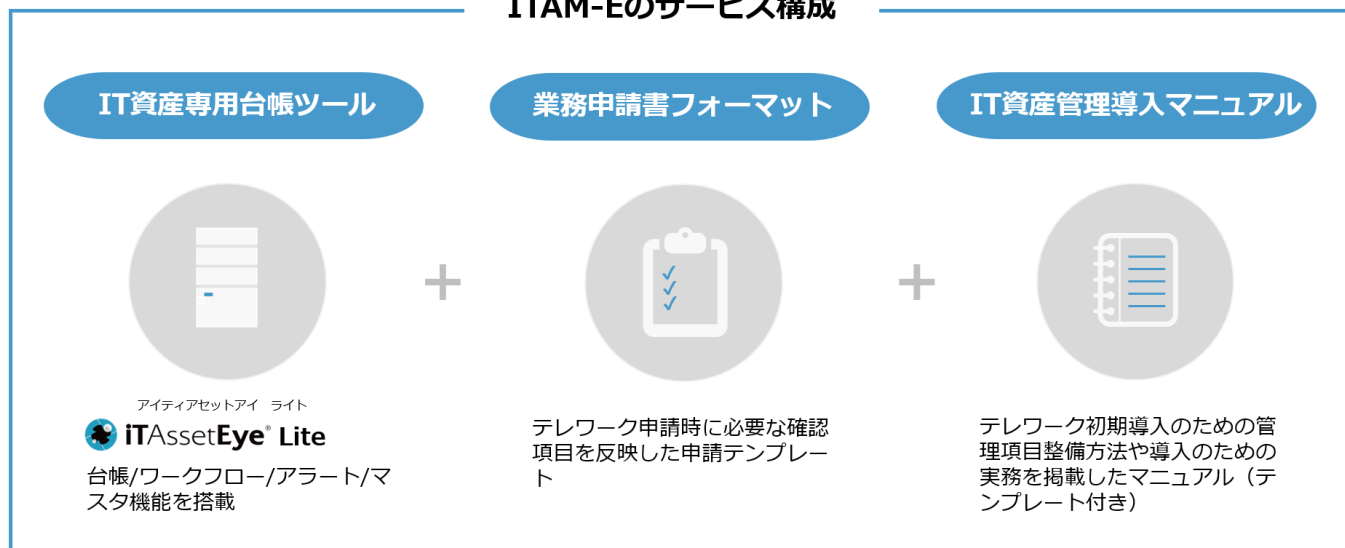 ITAM-Eのサービス構成
IT資産専用台帳ツール
業務申請書フォーマット
IT資産管理導入マニュアル
アイティアセットアイ ライト
iTAssetEye® Lite
台帳/ワークフロー/アラート/マ
スタ機能を搭載
テレワーク申請時に必要な確認
項目を反映した申請テンプレー
ト
テレワーク初期導入のための管
理項目整備方法や導入のための
実務を掲載したマニュアル（テ
ンプレート付き）